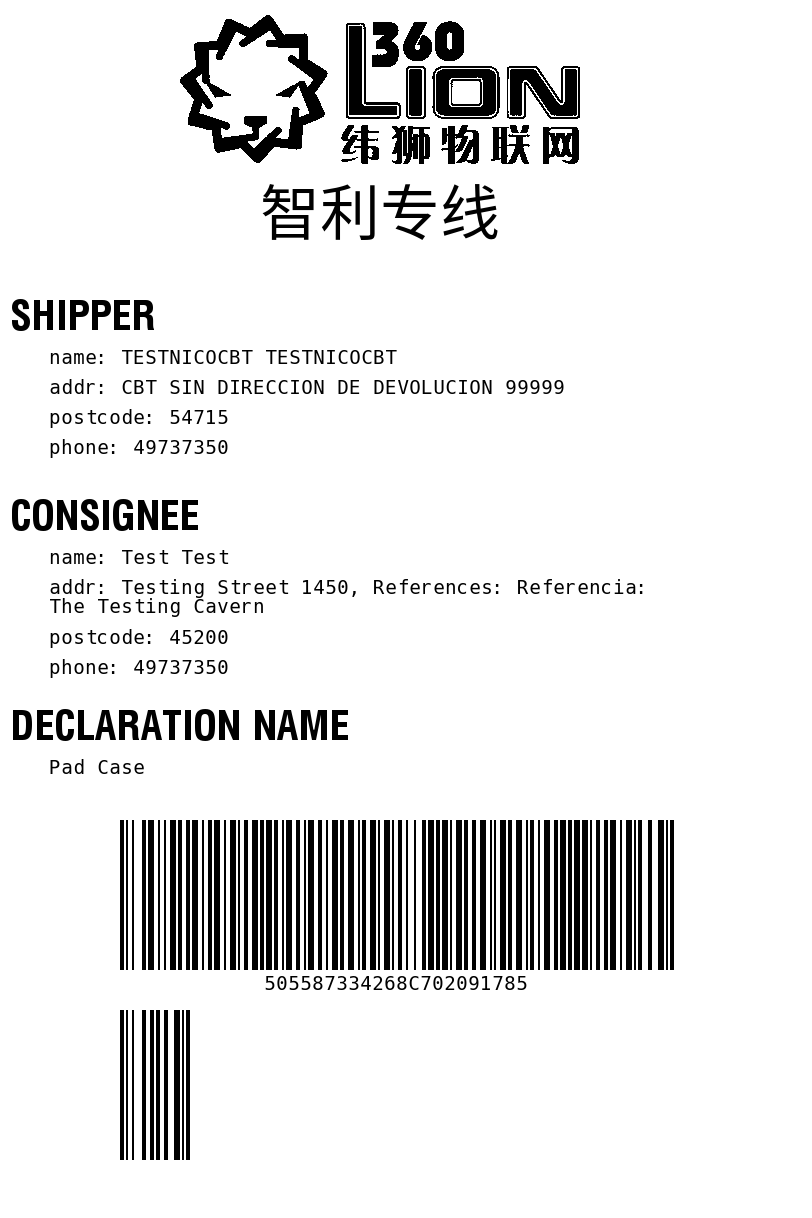 360
LION
纬狮物联网
智利专线
SHIPPER
name: TESTNICOCBT TESTNICOCBT
addr: CBT SIN DIRECCION DE DEVOLUCION 99999
postcode: 54715
phone: 49737350
CONSIGNEE
name: Test Test
addr: Testing Street 1450, References: Referencia:
The Testing Cavern
postcode: 45200
phone: 49737350
DECLARATION NAME
Pad Case
505587334268C702091785